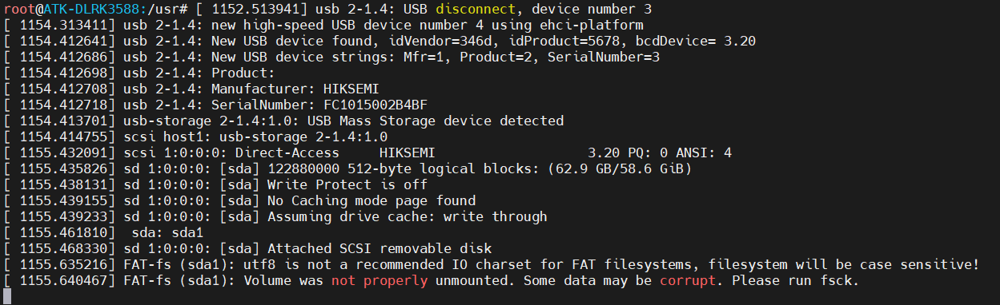 root@ATK-DLRK3588:/usr# [ 1152.513941] usb 2-1.4: USB disconnect, device number 3
[ 1154.313411] usb 2-1.4: new high-speed USB device number 4 using ehci-platform
[ 1154.412641] usb 2-1.4: New USB device found, idVendor=346d, idProduct=5678, bcdDevice= 3.20
[ 1154.412686] usb 2-1.4: New USB device strings: Mfr=1, Product=2, SerialNumber=3
[ 1154.412698] usb 2-1.4: Product:
[ 1154.412708] usb 2-1.4: Manufacturer: HIKSEMI
[ 1154.412718] usb 2-1.4: SerialNumber: FC1015002B4BF
[ 1154.413701] usb-storage 2-1.4:1.0: USB Mass Storage device detected
[ 1154.414755] scsi host1: usb-storage 2-1.4:1.0
[ 1155.432091] scsi 1:0:0:0: Direct-Access     HIKSEMI                   3.20 PQ: 0 ANSI: 4
[ 1155.435826] sd 1:0:0:0: [sda] 122880000 512-byte logical blocks: (62.9 GB/58.6 GiB)
[ 1155.438131] sd 1:0:0:0: [sda] Write Protect is off
[ 1155.439155] sd 1:0:0:0: [sda] No Caching mode page found
[ 1155.439233] sd 1:0:0:0: [sda] Assuming drive cache: write through
[ 1155.461810]  sda: sda1
[ 1155.468330] sd 1:0:0:0: [sda] Attached SCSI removable disk
[ 1155.635216] FAT-fs (sda1): utf8 is not a recommended IO charset for FAT filesystems, filesystem will be case sensitive!
[ 1155.640467] FAT-fs (sda1): Volume was not properly unmounted. Some data may be corrupt. Please run fsck.